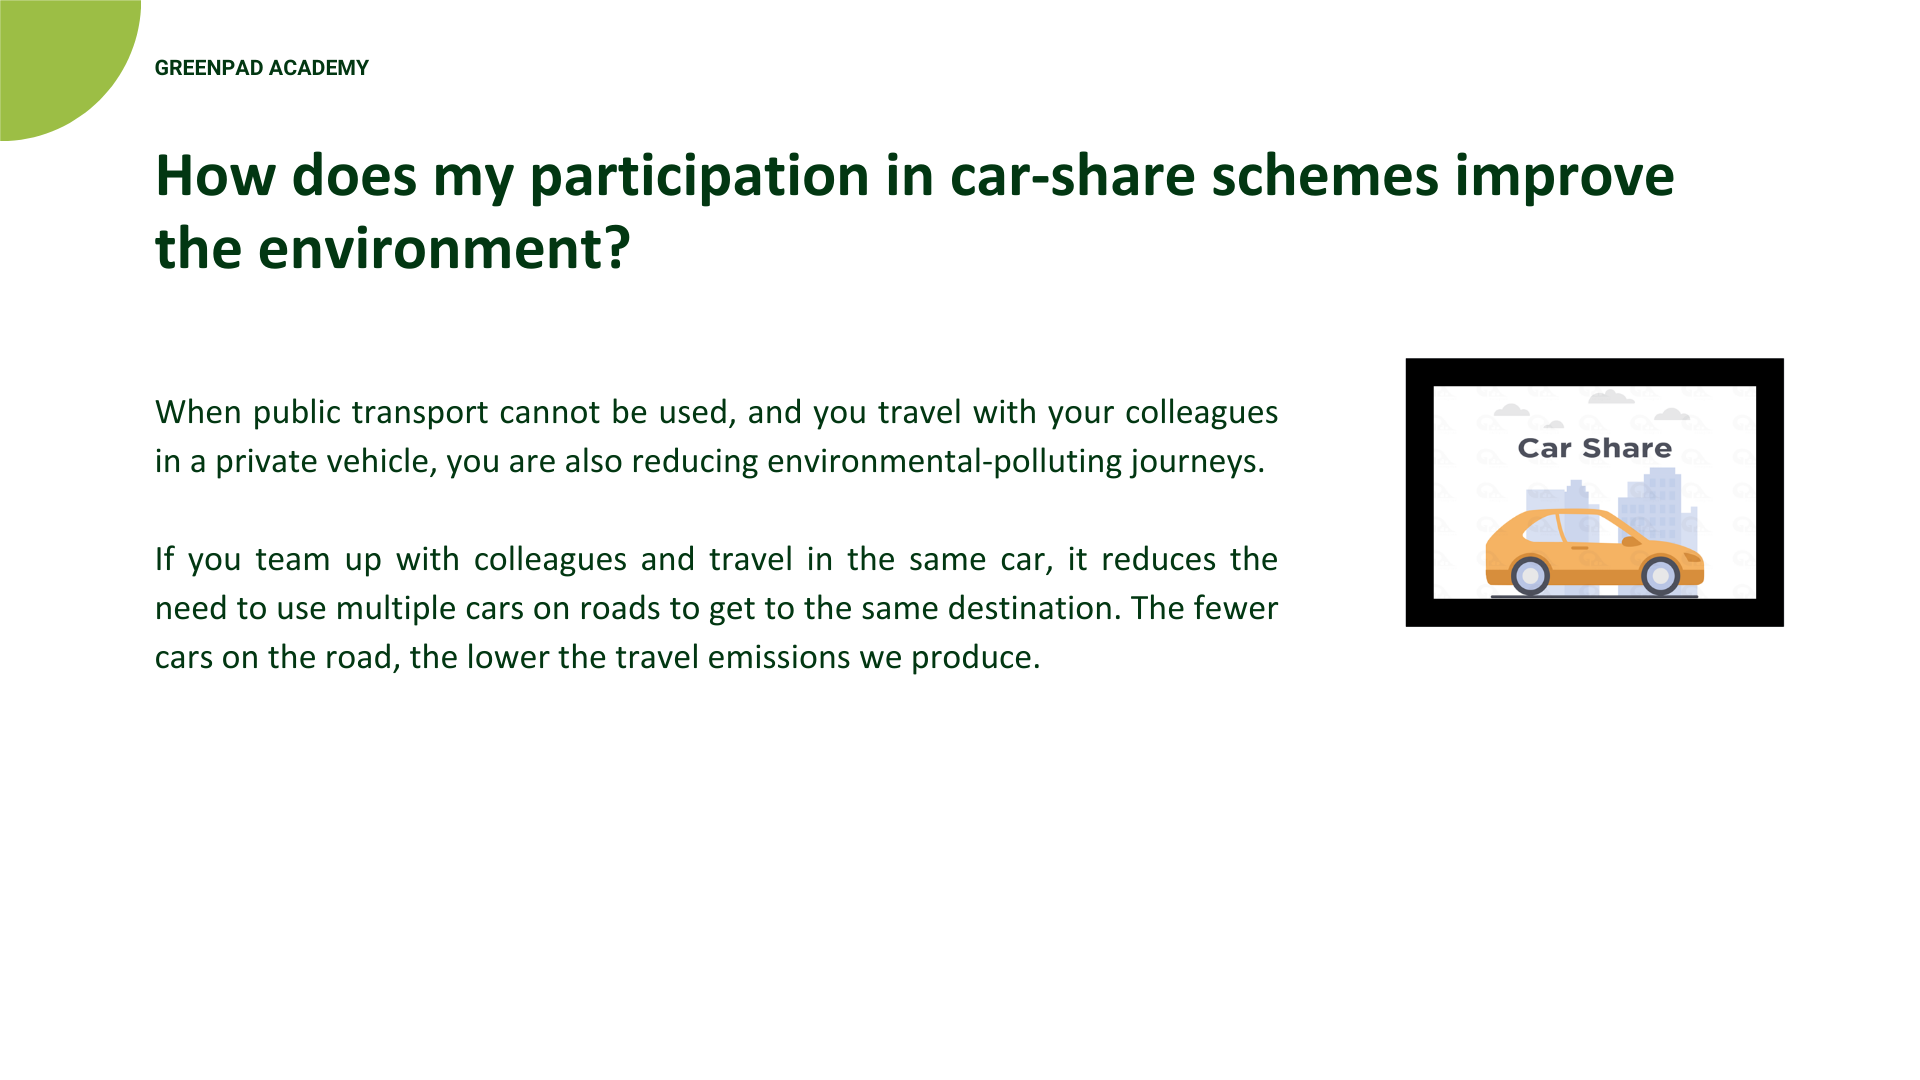 GREENPAD ACADEMY
How does my participation in car-share schemes improve
the environment?
When public transport cannot be used, and you travel with your colleagues
in a private vehicle, you are also reducing environmental-polluting journeys.
If you team up with colleagues and travel in the same car, it reduces the
need to use multiple cars on roads to get to the same destination. The fewer
cars on the road, the lower the travel emissions we produce.
Car Share